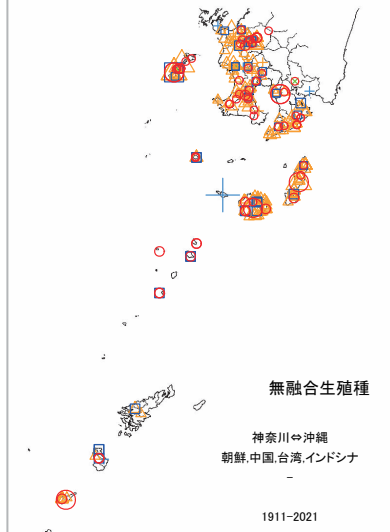 無融合生殖種
神奈川⇔沖縄
朝鮮,中国,台湾,インドシナ
–
1911-2021